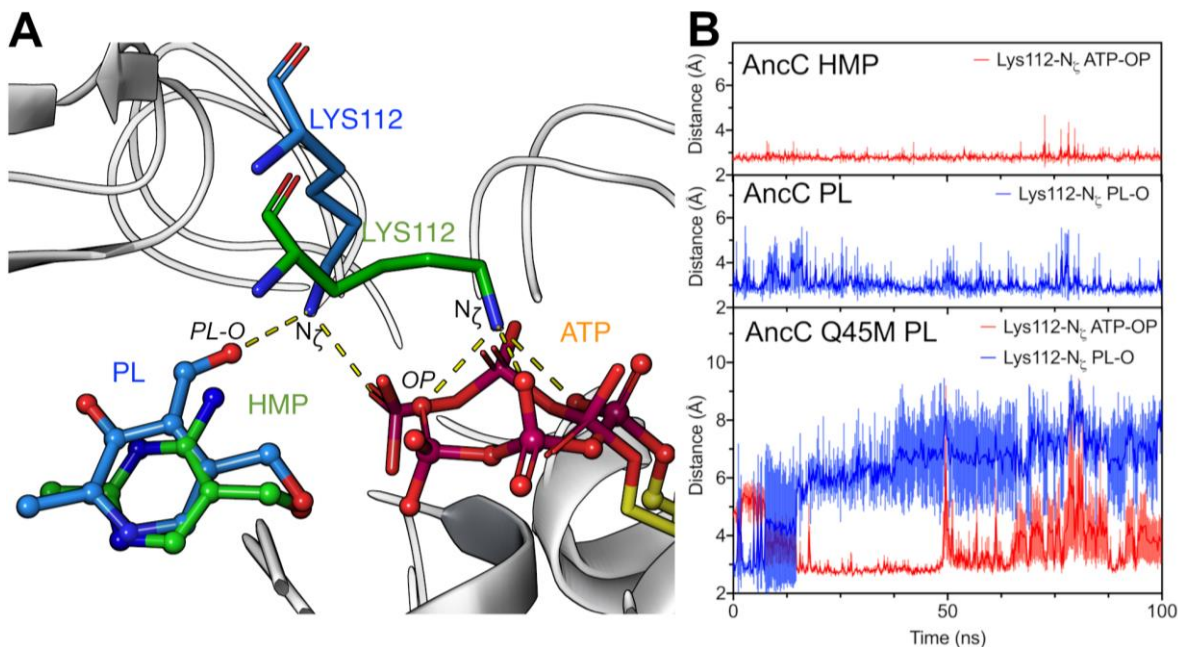 A
LYS112
LYS112
PL-O
Nζ
Nζ
ATP
PL
HMP
OP
B
AncC HMP
Lys112-Nζ ATP-OP
Distance (Å)
6
4
2
AncC PL
Lys112-Nζ PL-O
Distance (Å)
6
4
2
AncC Q45M PL
Lys112-Nζ ATP-OP
Lys112-Nζ PL-O
Distance (Å)
10
8
6
4
2
0
50
100
Time (ns)